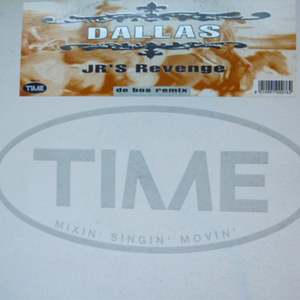 DALLAS
JR'S Revenge
TIME
de bos remix
TIME
MIXIN' SINGIN' MOVIN'